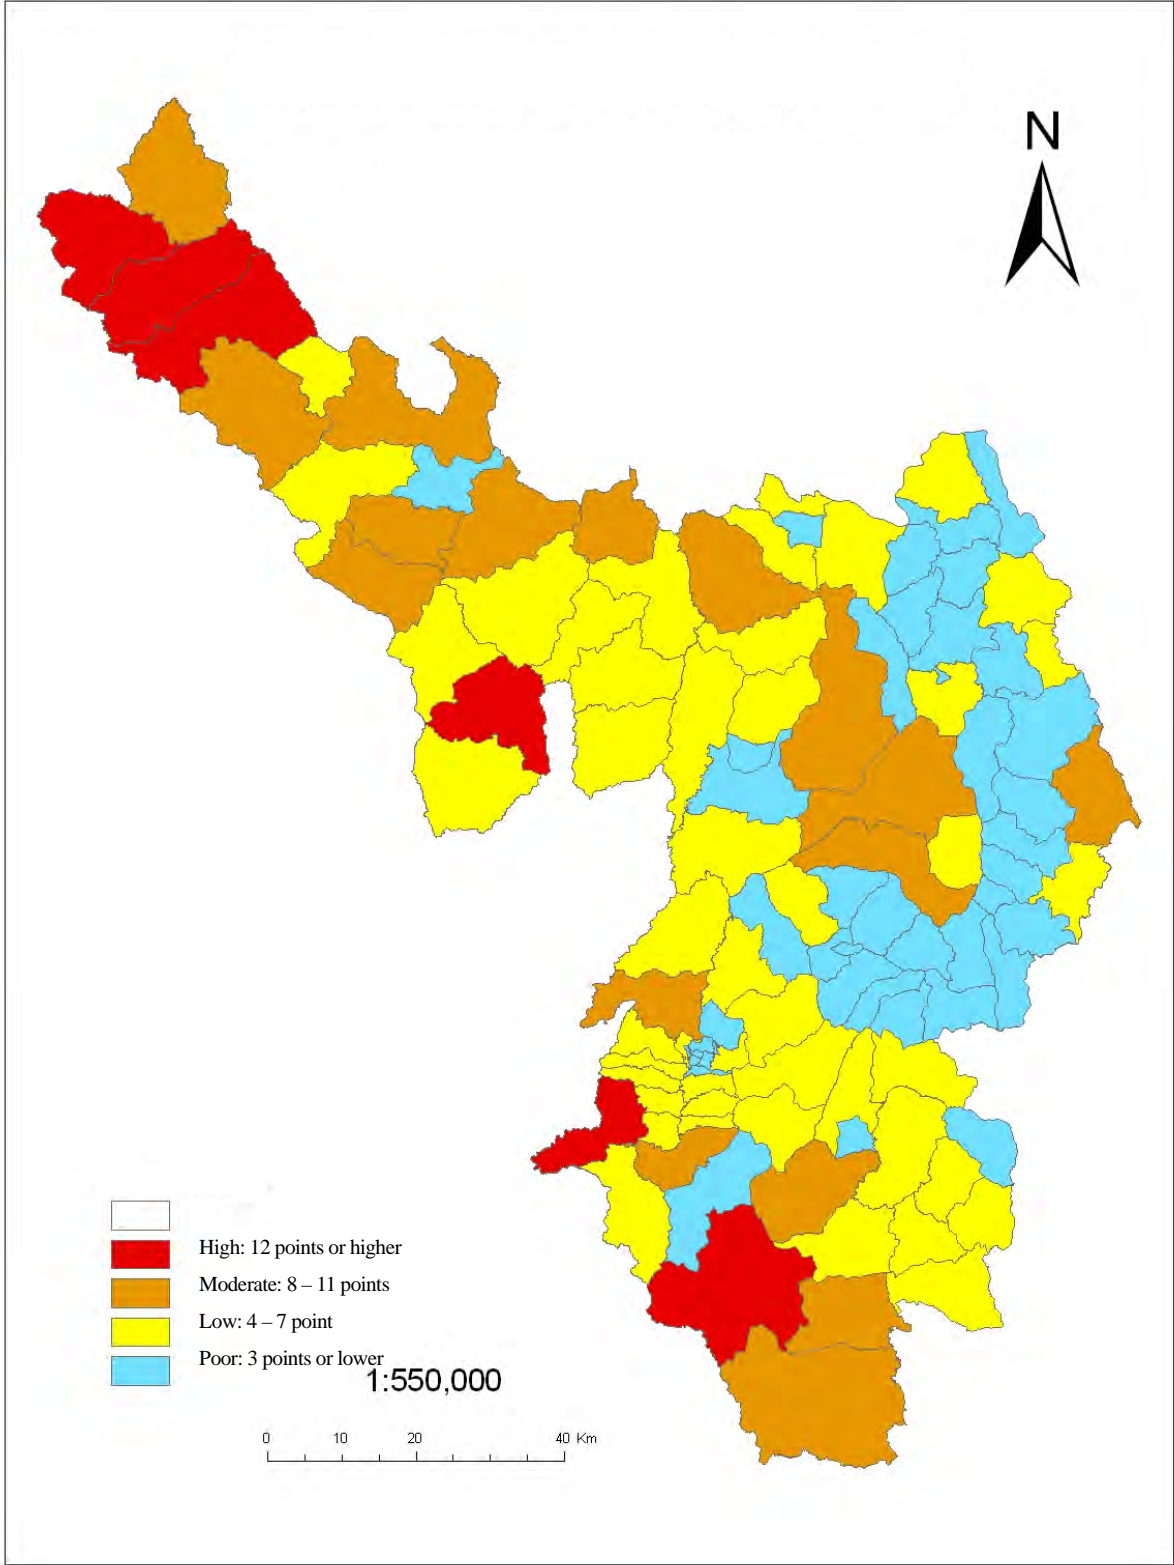 N
High: 12 points or higher
Moderate: 8 – 11 points
Low: 4 – 7 point
Poor: 3 points or lower
1:550,000
0 10 20 40 Km